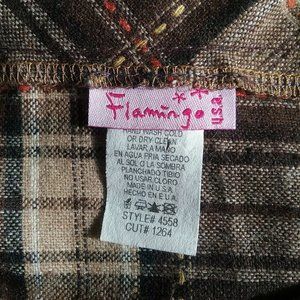 Flamingo
U.S.A.
HAND WASH COLD
OR DRY CLEAN
LAVAR A MANO
EN AGUA FRIA SECADO
AL SOL O LA SOMBRA
PLANCHADO TIBIO
NO USAR CLORO
MADE IN U.S.A.
HECHO EN E.U.A.
STYLE# 4558
CUT# 1264